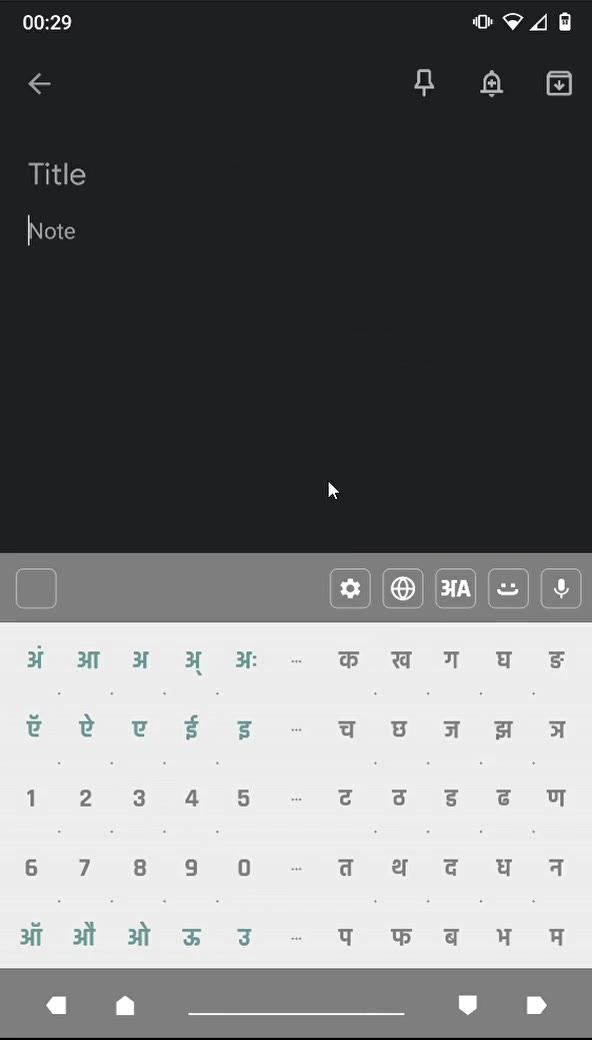 00:29
Title
Note
अA
अं आ अ अ् अः ... क ख ग घ ङ
ऍ ऐ ए ई इ ... च छ ज झ ञ
1 2 3 4 5 ... ट ठ ड ढ ण
6 7 8 9 0 ... त थ द ध न
ऑ औ ओ ऊ उ ... प फ ब भ म